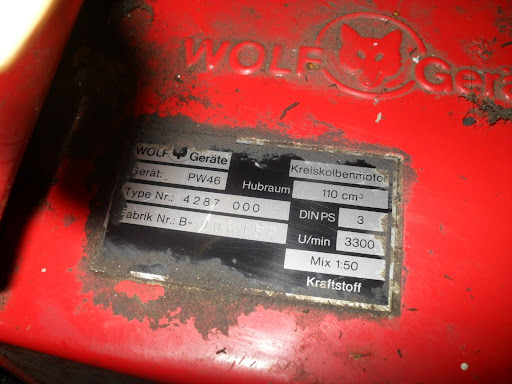 WOLF Gerä
WOLF Geräte
Gerät: PW46
Type Nr.: 4287 000
Fabrik Nr.: B-
Kreiskolbenmotor
Hubraum 110 cm³
DIN PS 3
U/min 3300
Mix 1:50
Kraftstoff